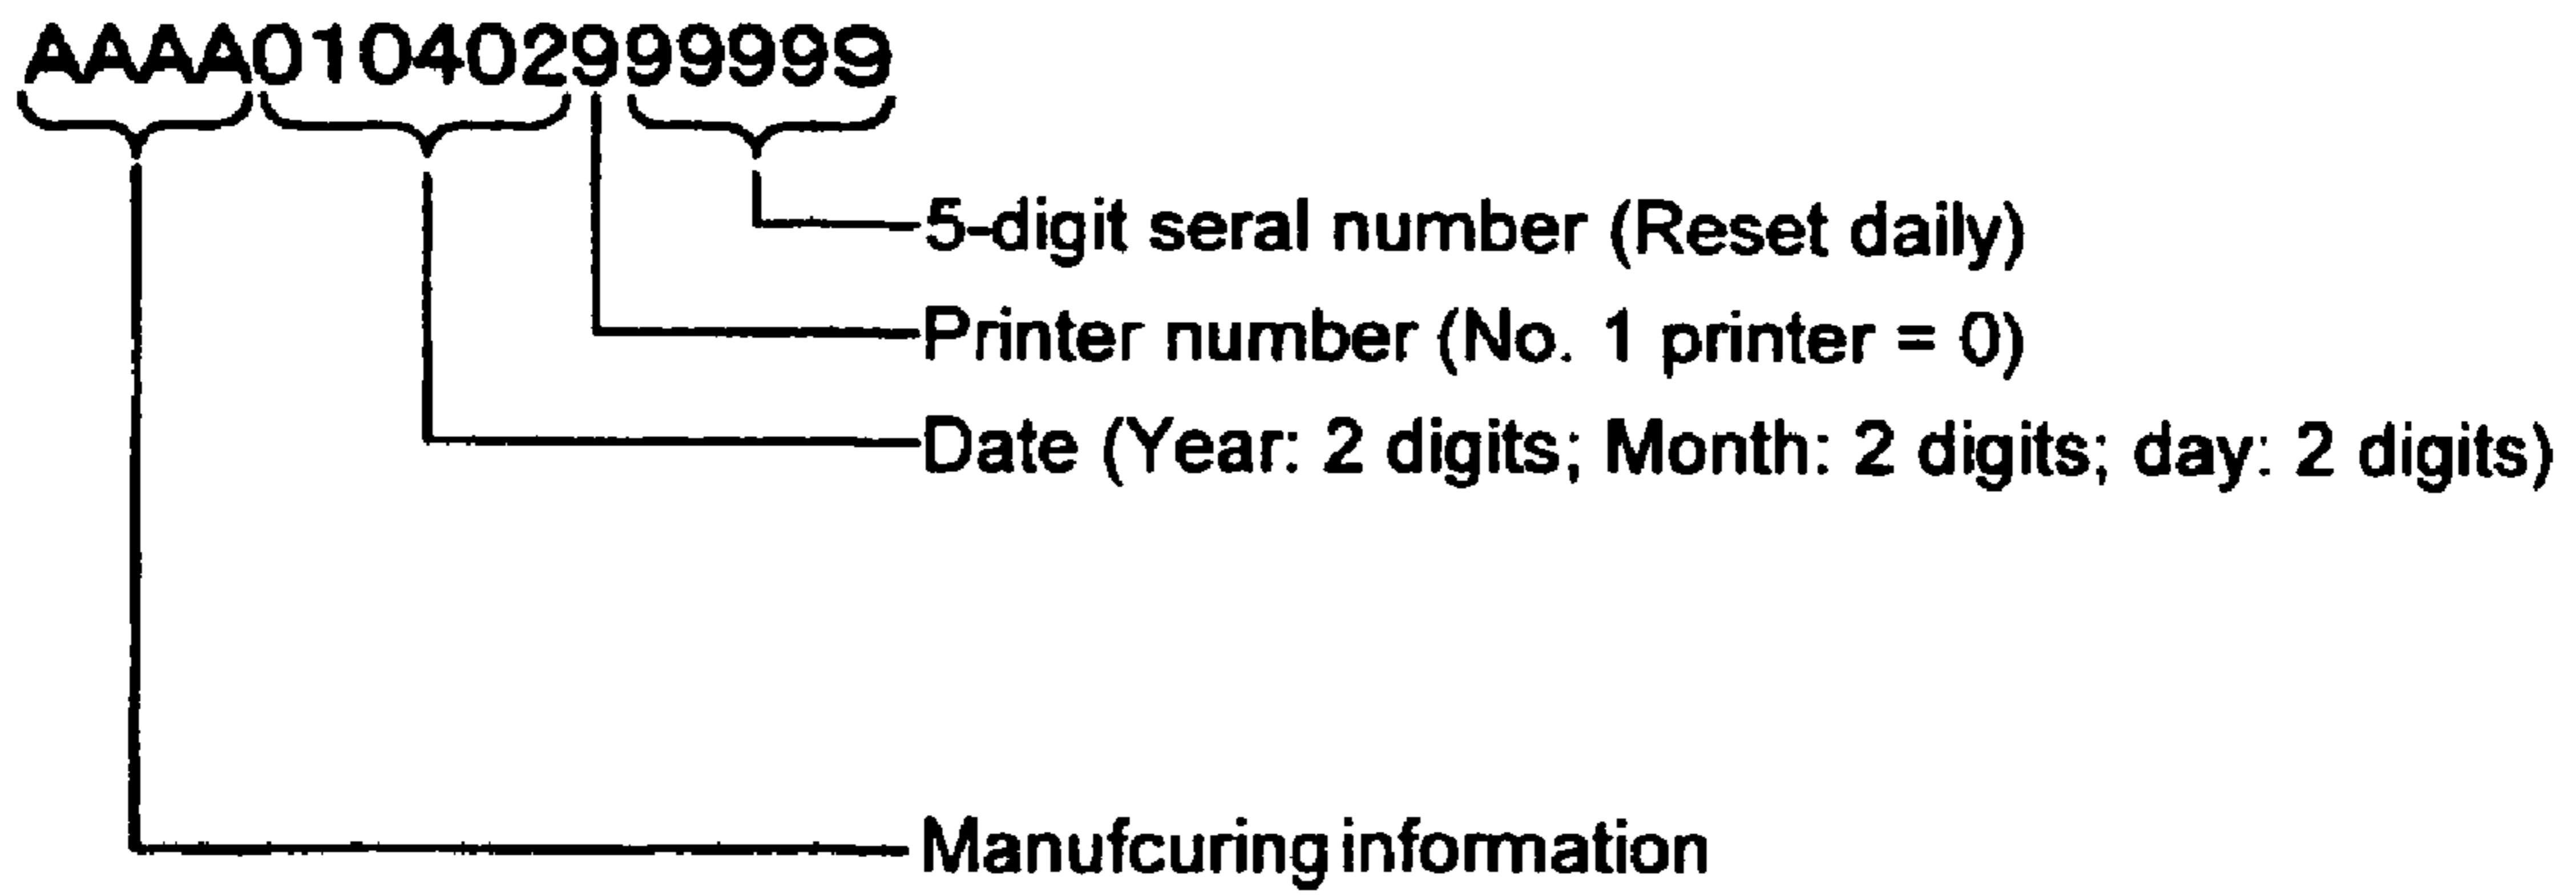 AAAA010402999999
5-digit seral number (Reset daily)
Printer number (No. 1 printer = 0)
Date (Year: 2 digits; Month: 2 digits; day: 2 digits)
Manufcuring information